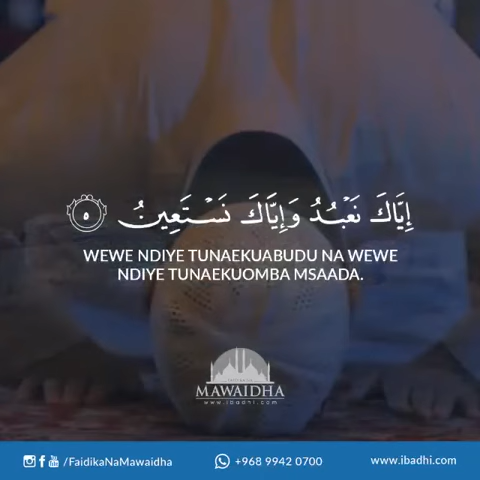 إِيَّاكَ نَعْبُدُ وَإِيَّاكَ نَسْتَعِينُ ٥
WEWE NDIYE TUNAEKUABUDU NA WEWE
NDIYE TUNAEKUOMBA MSAADA.
MAWAIDHA
www.ibadhi.com
/FaidikaNaMawaidha +968 9942 0700 www.ibadhi.com